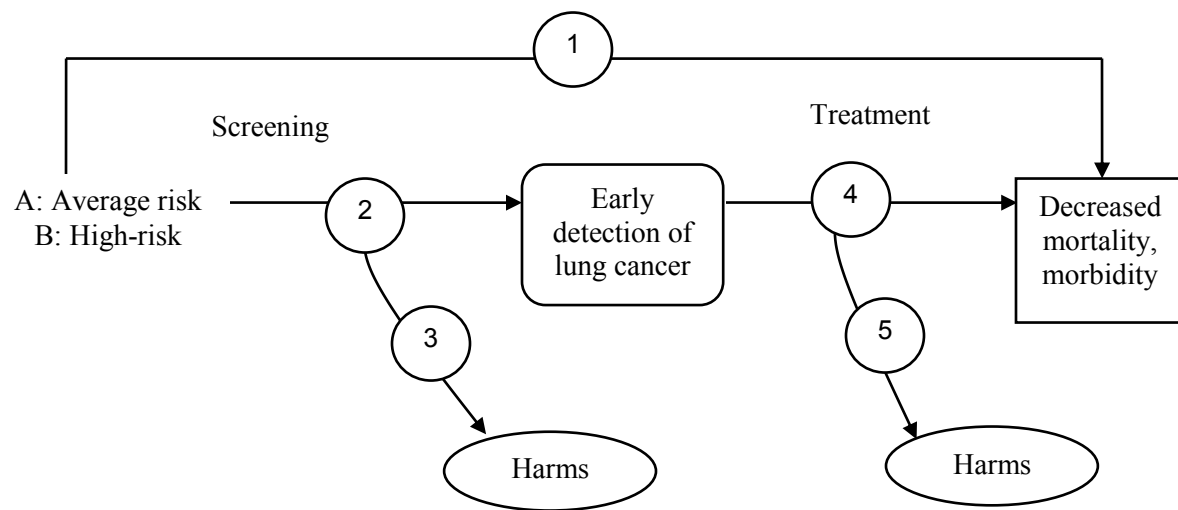 1
Screening
Treatment
A: Average risk
B: High-risk
2
Early
detection of
lung cancer
4
Decreased
mortality,
morbidity
3
5
Harms
Harms